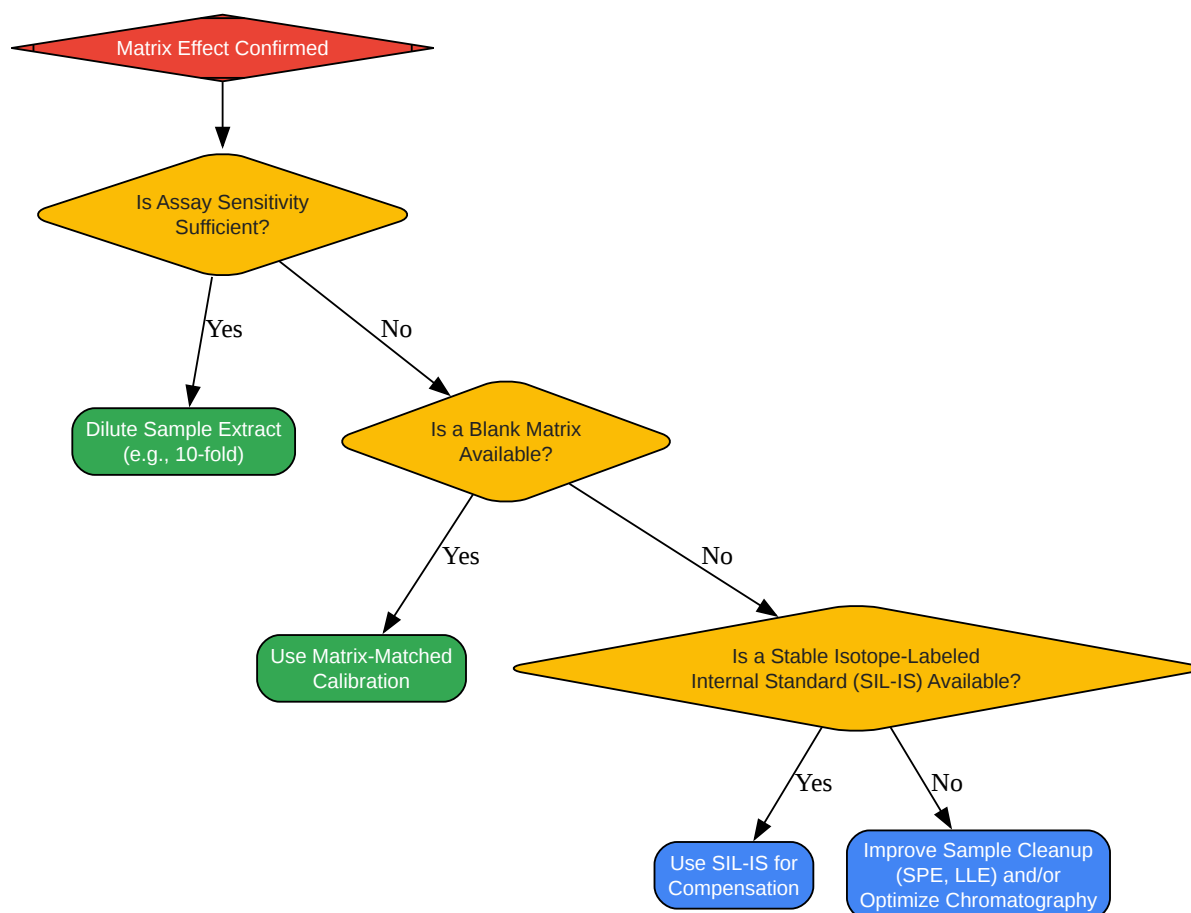 Matrix Effect Confirmed
Is Assay Sensitivity
Sufficient?
Yes
No
Dilute Sample Extract
(e.g., 10-fold)
Is a Blank Matrix
Available?
Yes
No
Use Matrix-Matched
Calibration
Is a Stable Isotope-Labeled
Internal Standard (SIL-IS) Available?
Yes
No
Use SIL-IS for
Compensation
Improve Sample Cleanup
(SPE, LLE) and/or
Optimize Chromatography